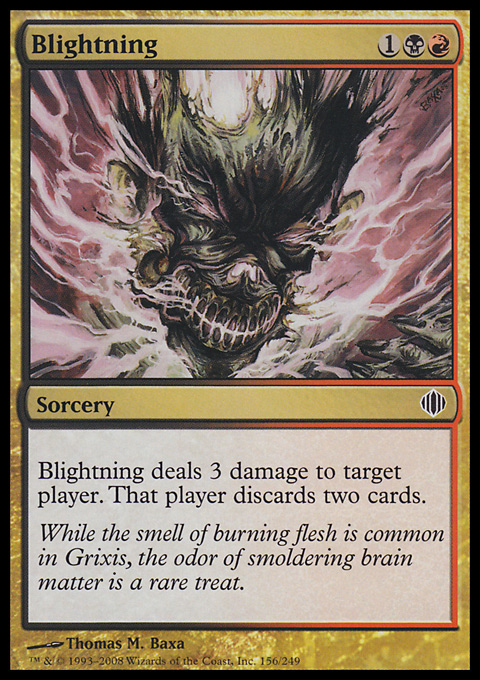 Blightning 1
BAXA
Sorcery
Blightning deals 3 damage to target
player. That player discards two cards.
While the smell of burning flesh is common
in Grixis, the odor of smoldering brain
matter is a rare treat.
Thomas M. Baxa
™ & © 1993–2008 Wizards of the Coast, Inc. 156/249